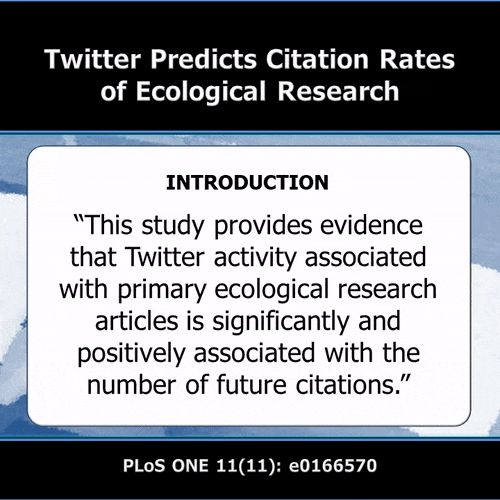 Twitter Predicts Citation Rates
of Ecological Research
INTRODUCTION
“This study provides evidence
that Twitter activity associated
with primary ecological research
articles is significantly and
positively associated with the
number of future citations.”
PLoS ONE 11(11): e0166570